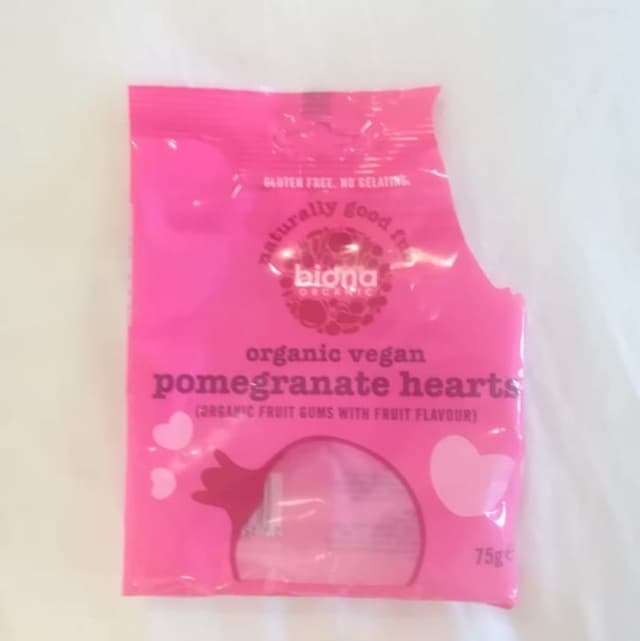 GLUTEN FREE. NO GELATINE.
naturally good
biona
ORGANIC
organic vegan
pomegranate hearts
(ORGANIC FRUIT GUMS WITH FRUIT FLAVOUR)
75g